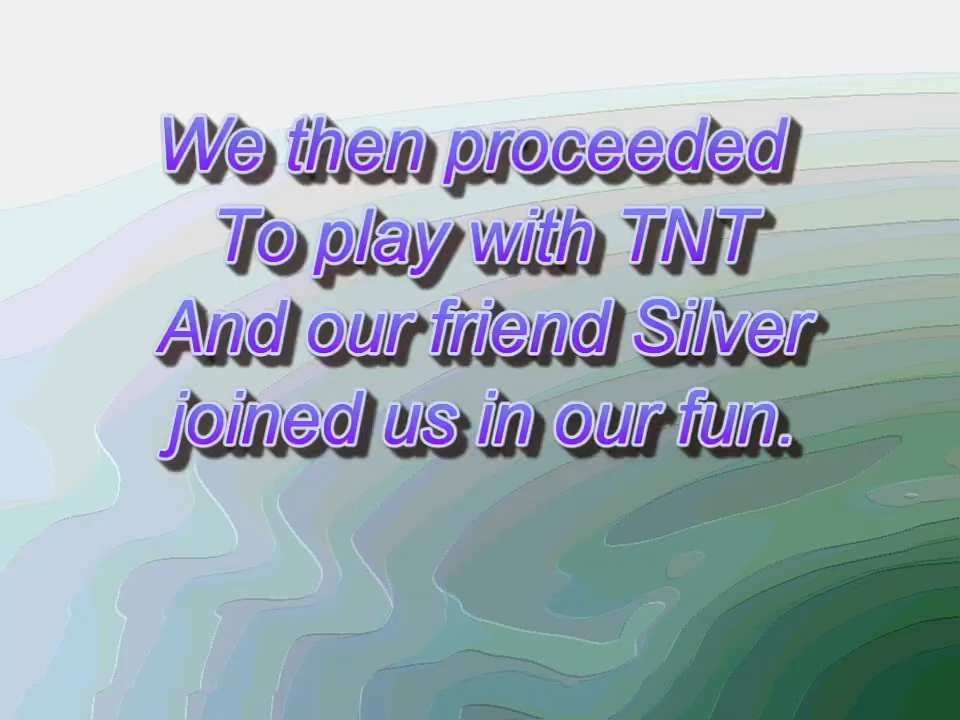 We then proceeded
To play with TNT
And our friend Silver
joined us in our fun.